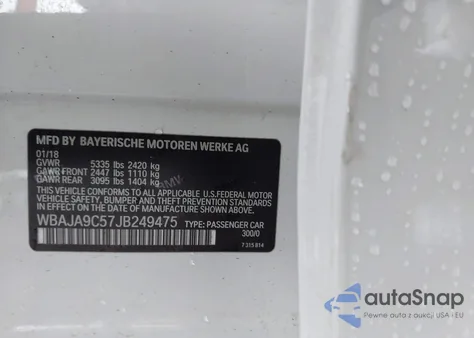 MFD BY BAYERISCHE MOTOREN WERKE AG
01/18
GVWR 5335 lbs 2420 kg
GAWR FRONT 2447 lbs 1110 kg
GAWR REAR 3095 lbs 1404 kg
THIS VEHICLE CONFORMS TO ALL APPLICABLE U.S.FEDERAL MOTOR
VEHICLE SAFETY, BUMPER, AND THEFT PREVENTION STANDARDS
IN EFFECT ON THE DATE OF MANUFACTURE SHOWN ABOVE.
WBAJA9C57JB249475 TYPE: PASSENGER CAR
300/0
7 315 814
autoSnap
Pewne auta z aukcji USA i EU